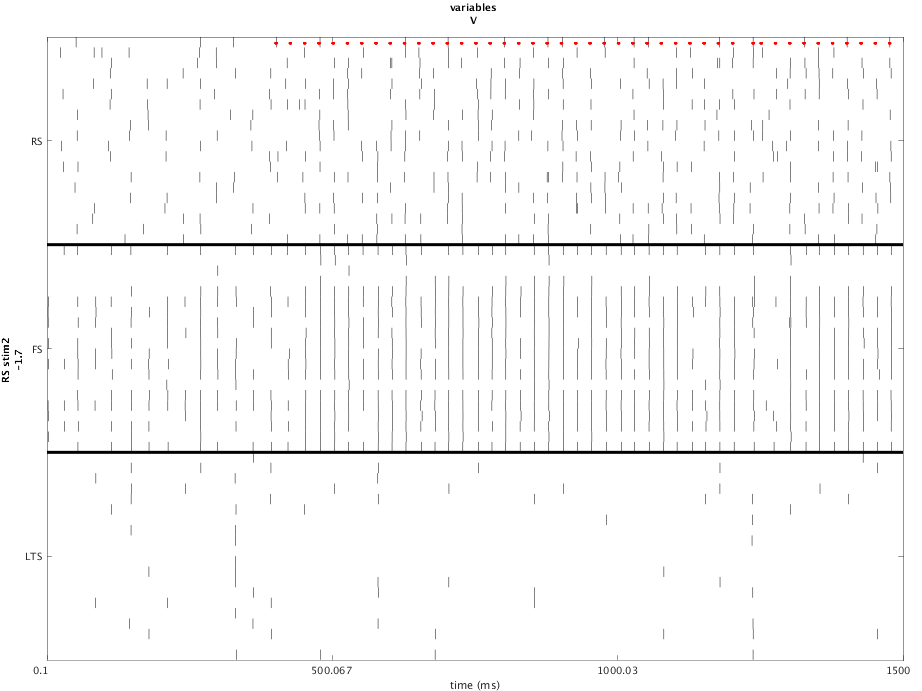 variables
V
RS
FS
LTS
RS stim2
-1.7
0.1
500.067
1000.03
1500
time (ms)